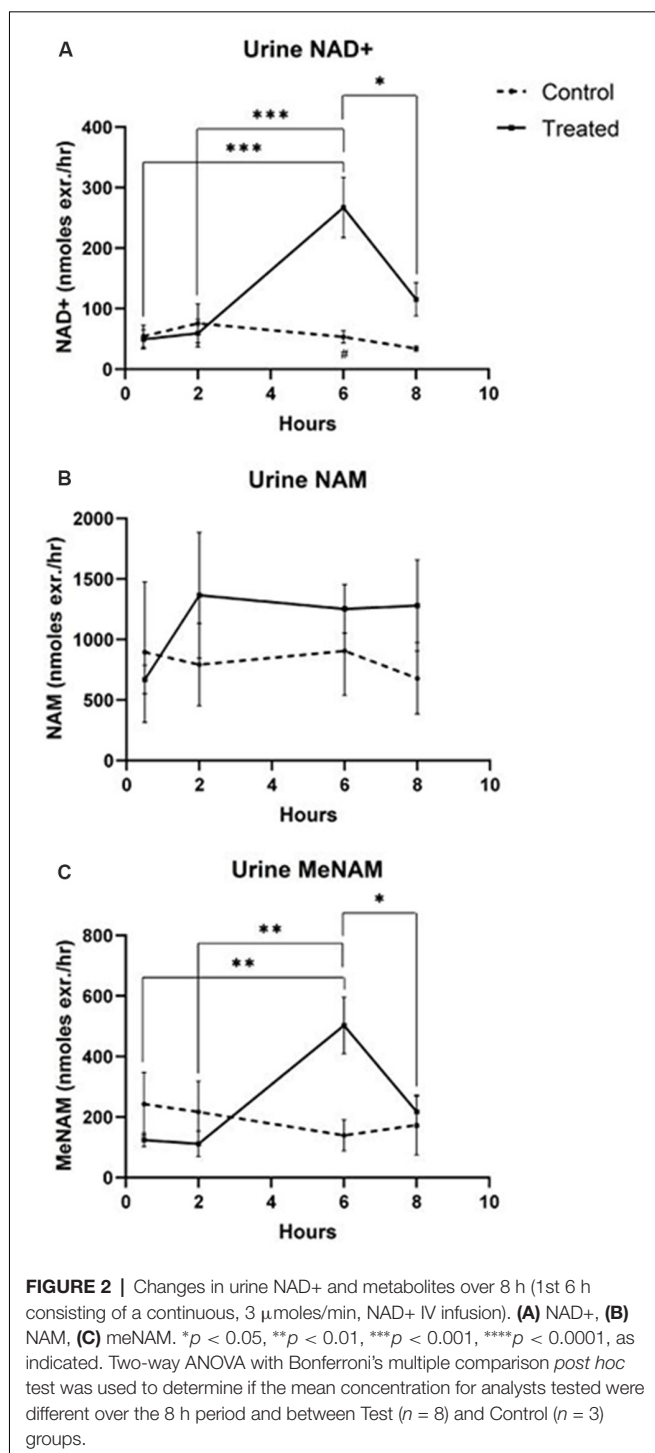 A
Urine NAD+
Control
Treated
*
***
***
NAD+ (nmoles exr./hr)
400
300
200
100
0
#
0 2 4 6 8 10
Hours
B
Urine NAM
NAM (nmoles exr./hr)
2000
1500
1000
500
0
0 2 4 6 8 10
Hours
C
Urine MeNAM
*
**
**
MeNAM (nmoles exr./hr)
800
600
400
200
0
0 2 4 6 8 10
Hours
FIGURE 2 | Changes in urine NAD+ and metabolites over 8 h (1st 6 h
consisting of a continuous, 3 μmoles/min, NAD+ IV infusion). (A) NAD+, (B)
NAM, (C) meNAM. *p < 0.05, **p < 0.01, ***p < 0.001, ****p < 0.0001, as
indicated. Two-way ANOVA with Bonferroni's multiple comparison post hoc
test was used to determine if the mean concentration for analysts tested were
different over the 8 h period and between Test (n = 8) and Control (n = 3)
groups.